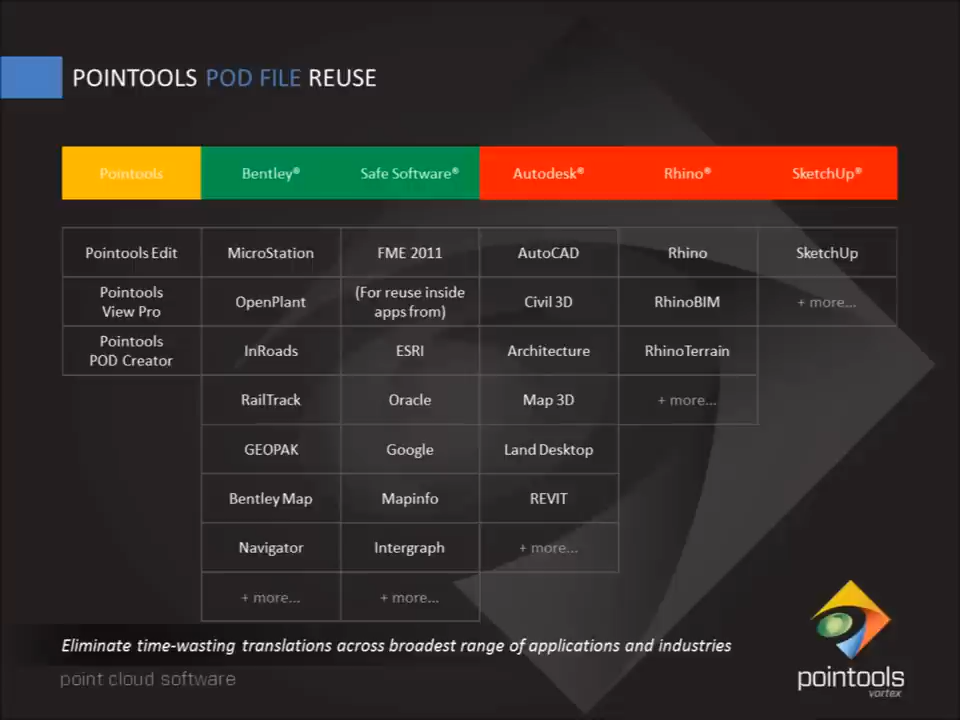 POINTOOLS POD FILE REUSE
Pointools Bentley® Safe Software® Autodesk® Rhino® SketchUp®
Pointools Edit MicroStation FME 2011 AutoCAD Rhino SketchUp
Pointools
View Pro
OpenPlant
(For reuse inside
apps from)
Civil 3D RhinoBIM + more...
Pointools
POD Creator
InRoads ESRI Architecture RhinoTerrain
RailTrack Oracle Map 3D + more...
GEOPAK Google Land Desktop
Bentley Map Mapinfo REVIT
Navigator Intergraph + more...
+ more... + more...
Eliminate time-wasting translations across broadest range of applications and industries
point cloud software
pointools
vortex